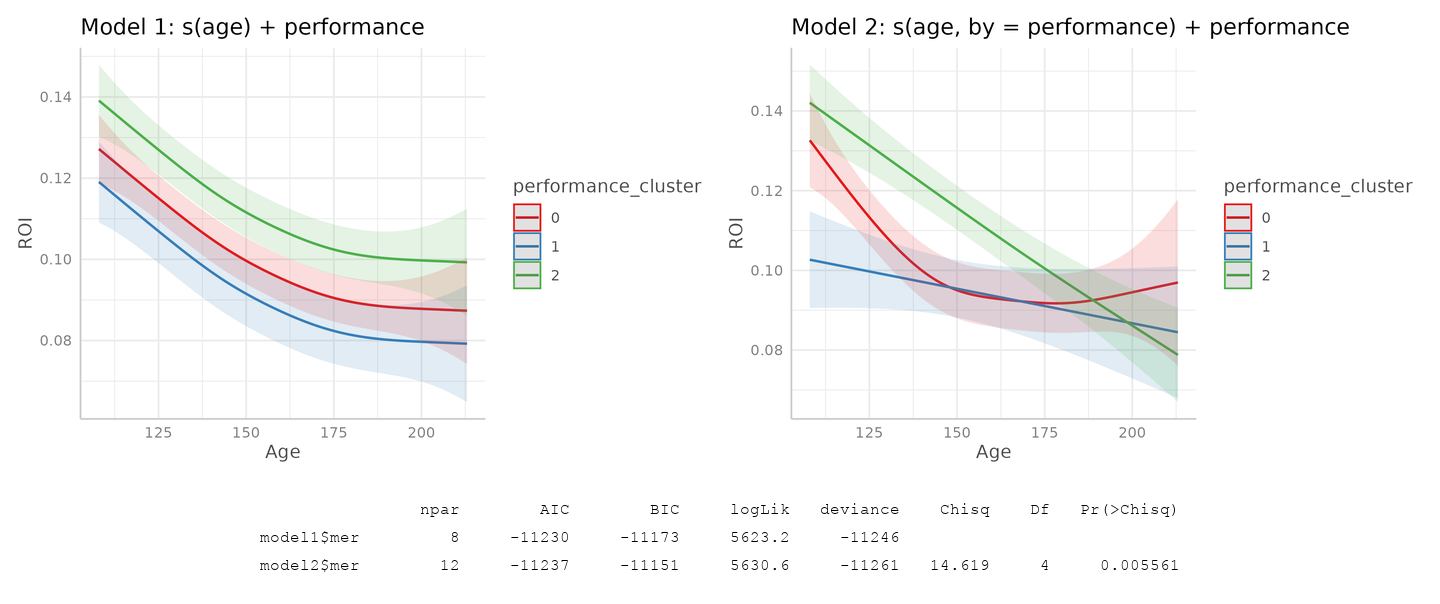 Model 1: s(age) + performance
0.14
0.12
0.10
0.08
ROI
125 150 175 200
Age
performance_cluster
0
1
2
Model 2: s(age, by = performance) + performance
0.14
0.12
0.10
0.08
ROI
125 150 175 200
Age
performance_cluster
0
1
2
npar AIC BIC logLik deviance Chisq Df Pr(>Chisq)
model1$mer 8 -11230 -11173 5623.2 -11246
model2$mer 12 -11237 -11151 5630.6 -11261 14.619 4 0.005561